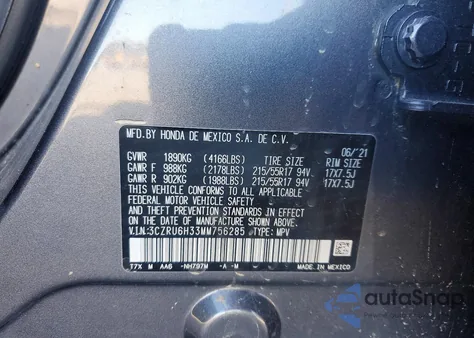 MFD.BY HONDA DE MEXICO S.A. DE C.V.
06/'21
GVWR 1890KG (4166LBS) TIRE SIZE RIM SIZE
GAWR F 988KG (2178LBS) 215/55R17 94V 17X7.5J
GAWR R 902KG (1988LBS) 215/55R17 94V 17X7.5J
THIS VEHICLE CONFORMS TO ALL APPLICABLE
FEDERAL MOTOR VEHICLE SAFETY AND THEFT
PREVENTION STANDARDS IN EFFECT ON THE DATE OF
MANUFACTURE SHOWN ABOVE.
V.I.N:3CZRU6H33MM756285 TYPE: MPV
T7X M AA6 -NH797M -A -M MADE IN MEXICO
autoSnap